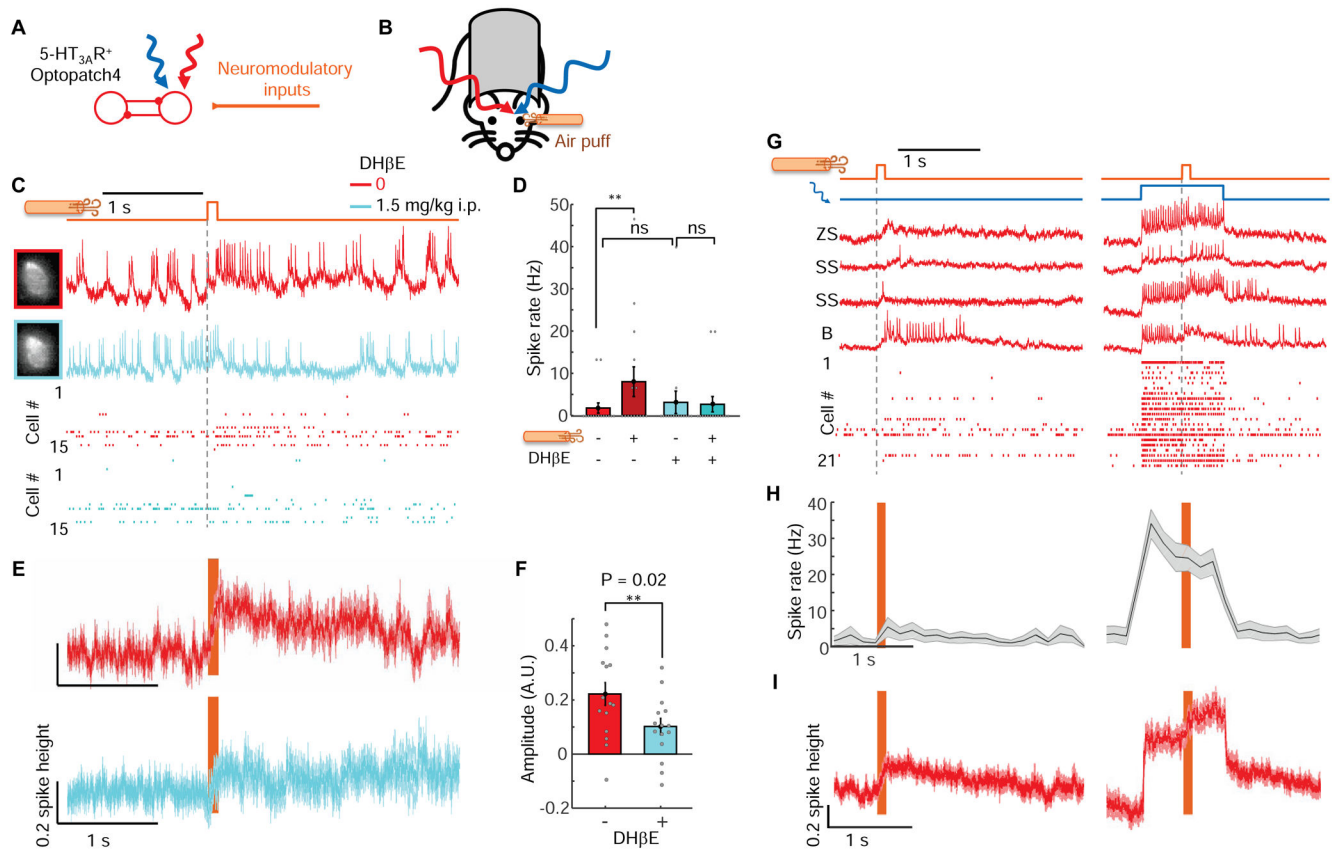 A
5-HT3AR+
Optopatch4
Neuromodulatory
inputs
B
Air puff
C
1 s
DHβE
0
1.5 mg/kg i.p.
1
Cell #
15
1
Cell #
15
D
**
ns
ns
50
40
30
20
10
0
Spike rate (Hz)
- + - +
DHβE - - + +
E
0.2 spike height
1 s
F
P = 0.02
**
0.4
0.2
0
-0.2
Amplitude (A.U.)
- +
DHβE
G
1 s
ZS
SS
SS
B
1
Cell #
21
H
40
30
20
10
0
Spike rate (Hz)
1 s
I
0.2 spike height
1 s